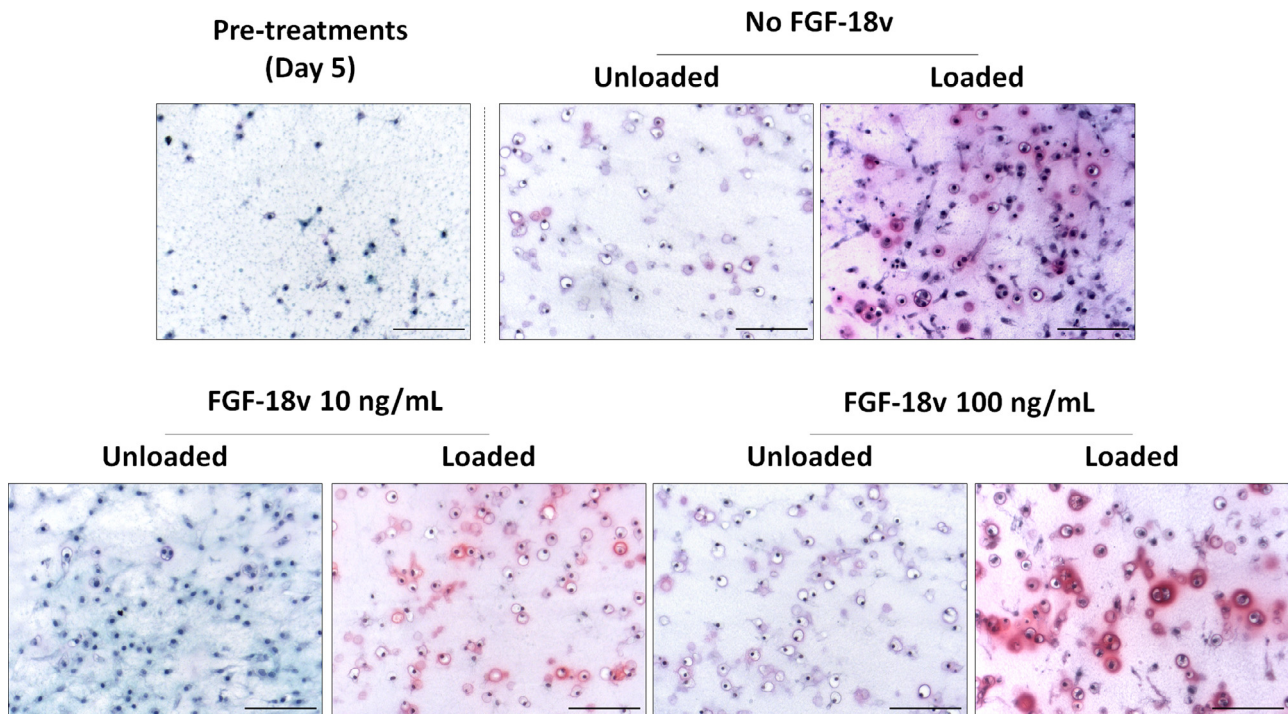 Pre-treatments
(Day 5)
No FGF-18v
Unloaded
Loaded
FGF-18v 10 ng/mL
FGF-18v 100 ng/mL
Unloaded
Loaded
Unloaded
Loaded